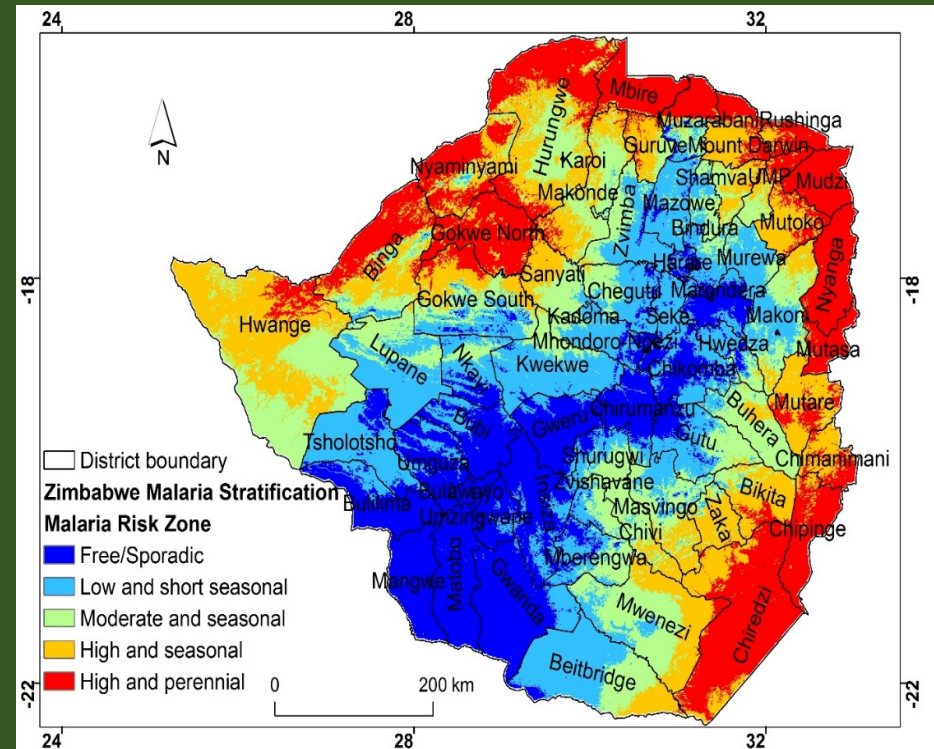 24 28 32
Mbire
Muzarabani Rushinga
Hurungwe
Guruve Mount Darwin
Karoi
Nyaminyami
Shamva UMP
Mudzi
Makonde
Zvimba
Mazowe
Mutoko
Bindura
Gokwe North
Binga
Harare Murewa
Nyanga
Sanyati
-18 -18
Chegutu
Marondera
Gokwe South
Hwange
Kadoma
Seke
Makoni
Mhondoro-Ngezi
Hwedza
Mutasa
Lupane
Nkayi
Kwekwe
Chikomba
Mutare
Buhera
Gweru
Chirumanzu
Bubi
Gutu
Tsholotsho
Shurugwi
Chimanimani
Umguza
Zvishavane
Bikita
Bulilima
Bulawayo
Insiza
Masvingo
Zaka
Umzingwane
Chivi
Chipinge
Mberengwa
Mangwe
Matobo
Gwanda
Mwenezi
Chiredzi
Beitbridge
N
District boundary
Zimbabwe Malaria Stratification
Malaria Risk Zone
Free/Sporadic
Low and short seasonal
Moderate and seasonal
High and seasonal
High and perennial
0 200 km
-22 -22
24 28 32